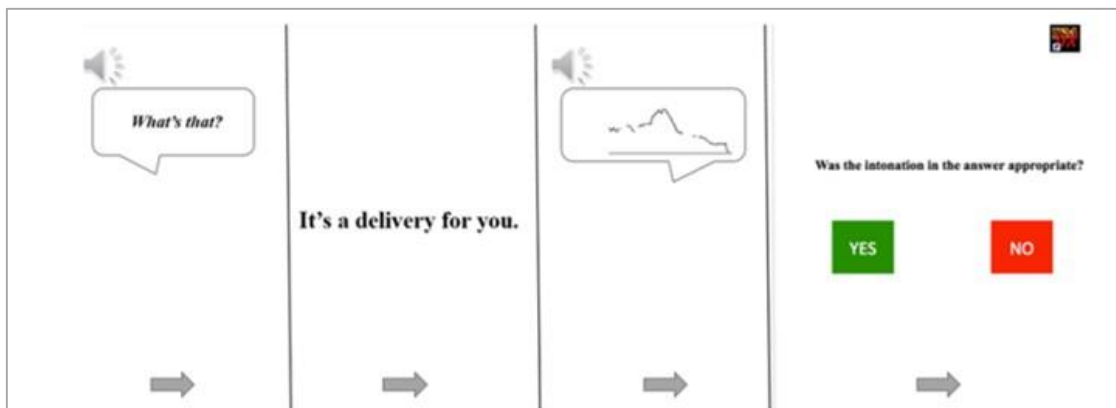 What's that?
It's a delivery for you.
Was the intonation in the answer appropriate?
YES
NO